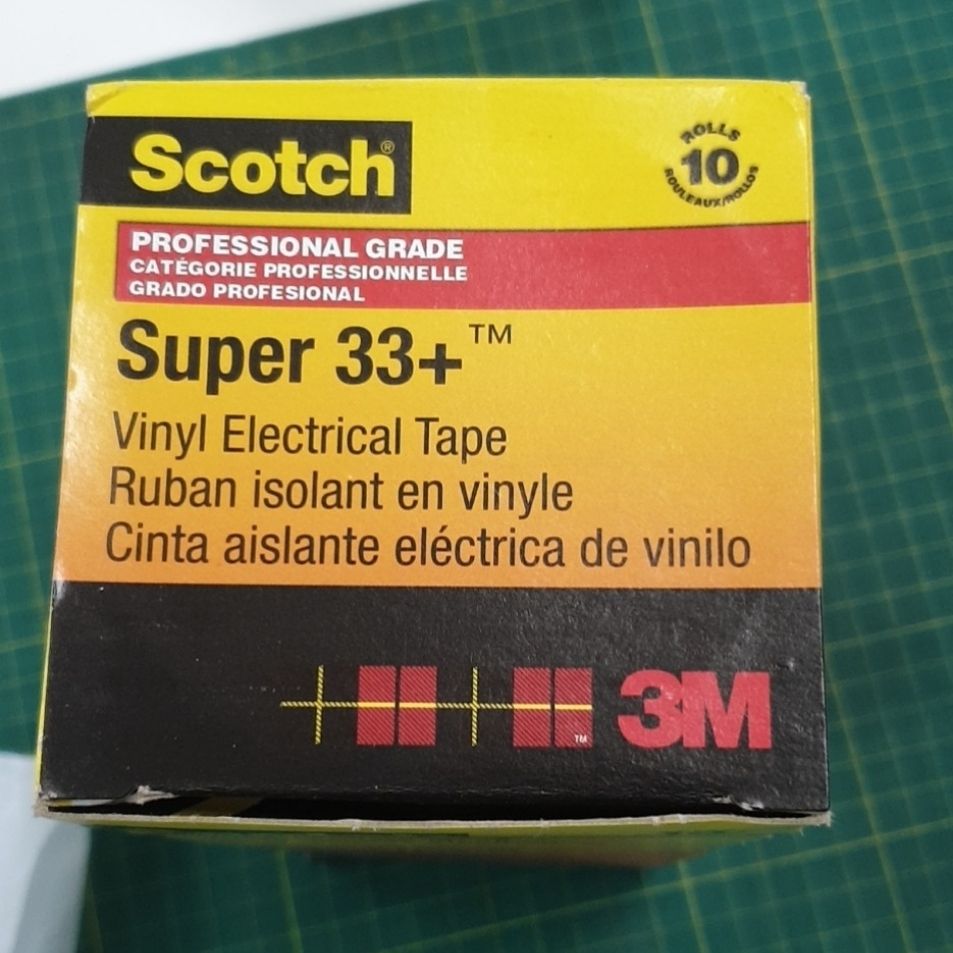 Scotch®
ROLLS
10
ROULEAUX/ROLLOS
PROFESSIONAL GRADE
CATÉGORIE PROFESSIONNELLE
GRADO PROFESIONAL
Super 33+™
Vinyl Electrical Tape
Ruban isolant en vinyle
Cinta aislante eléctrica de vinilo
TM
3M